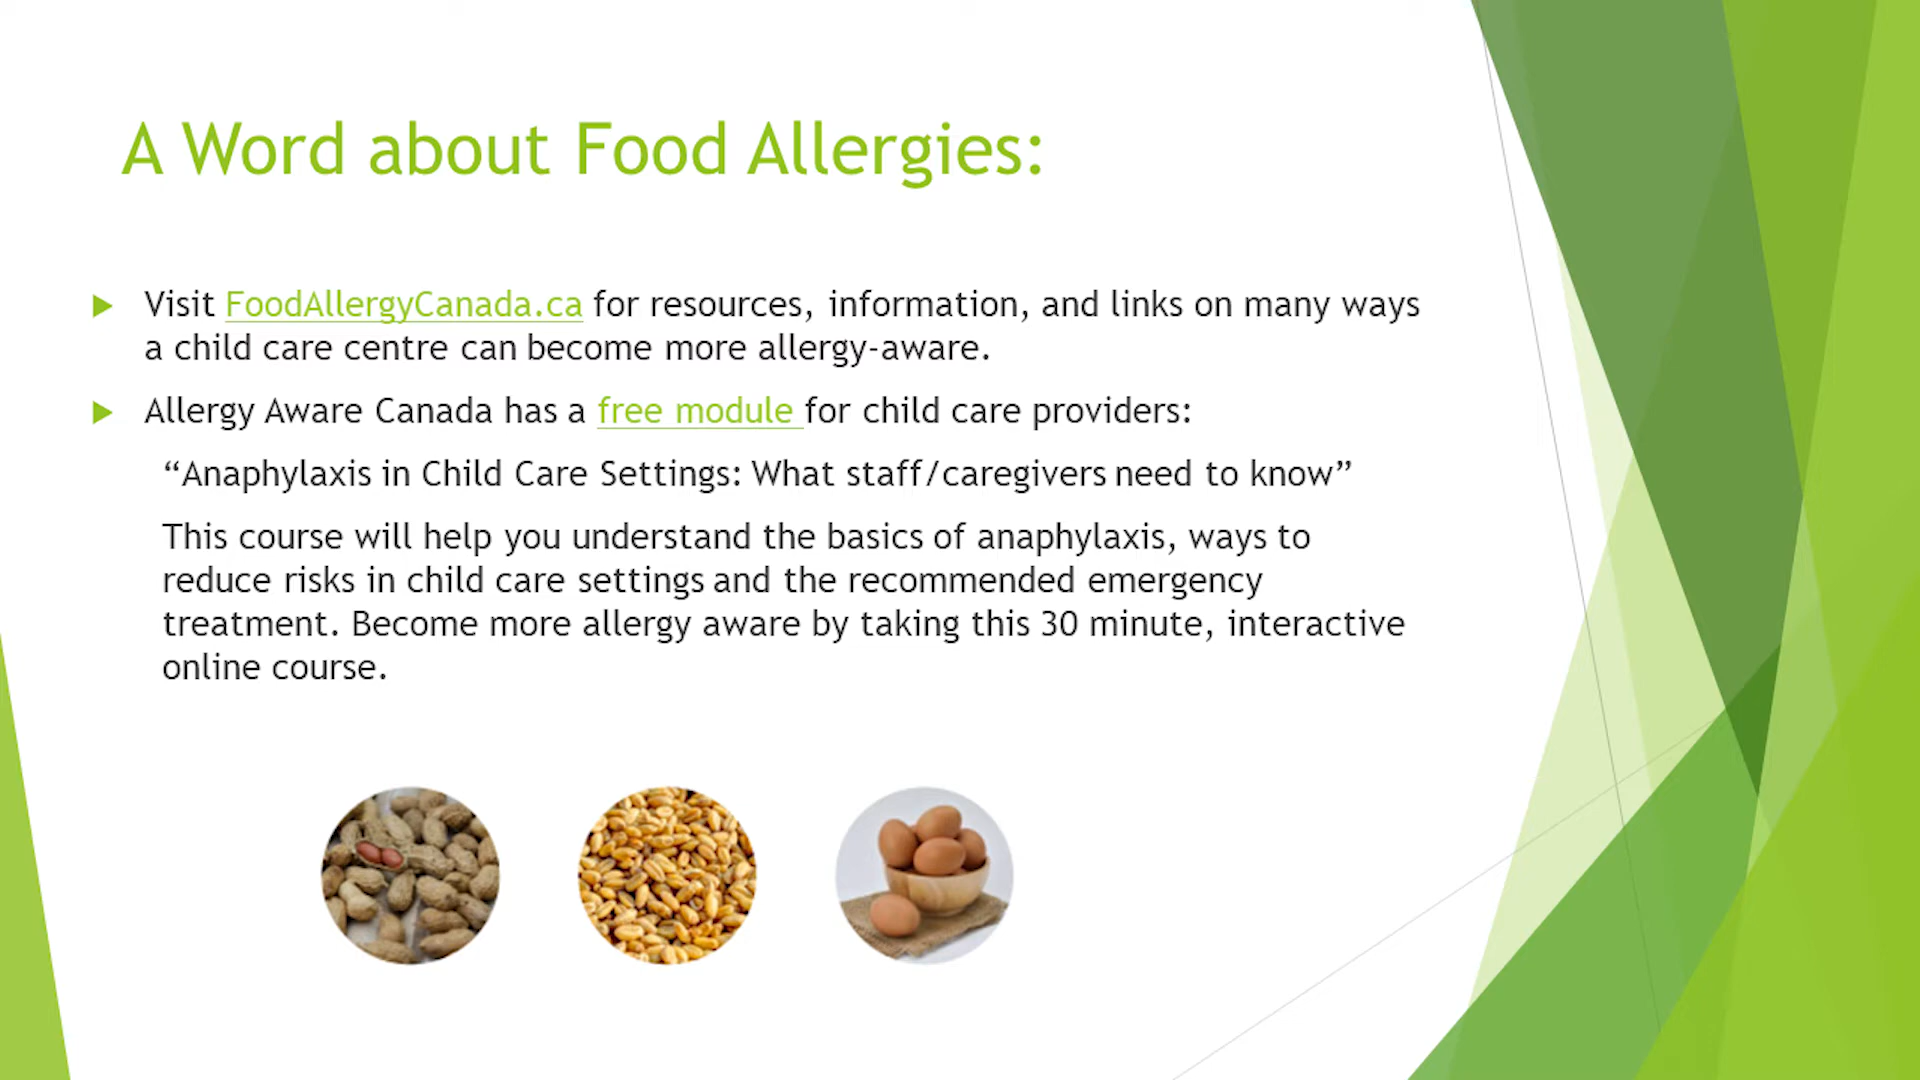 A Word about Food Allergies:
Visit FoodAllergyCanada.ca for resources, information, and links on many ways
a child care centre can become more allergy-aware.
Allergy Aware Canada has a free module for child care providers:
“Anaphylaxis in Child Care Settings: What staff/caregivers need to know”
This course will help you understand the basics of anaphylaxis, ways to
reduce risks in child care settings and the recommended emergency
treatment. Become more allergy aware by taking this 30 minute, interactive
online course.